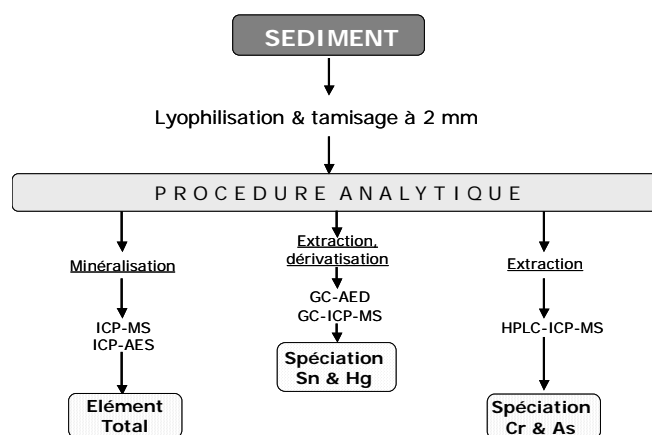 SEDIMENT
Lyophilisation & tamisage à 2 mm
PROCEDURE ANALYTIQUE
Minéralisation
ICP-MS
ICP-AES
Elément
Total
Extraction,
dérivatisation
GC-AED
GC-ICP-MS
Spéciation
Sn & Hg
Extraction
HPLC-ICP-MS
Spéciation
Cr & As